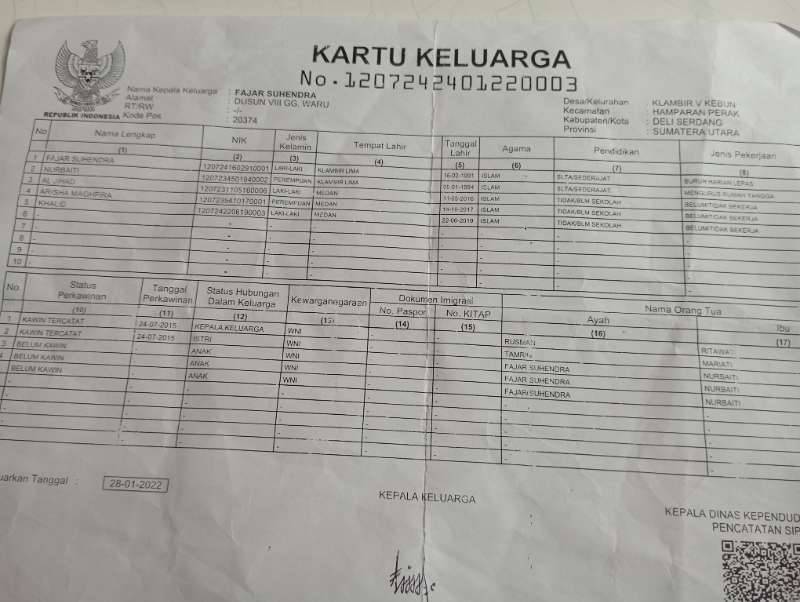 KARTU KELUARGA
No. 1207242401220003
REPUBLIK INDONESIA
Nama Kepala Keluarga : FAJAR SUHENDRA
Alamat : DUSUN VIII GG. WARU
RT/RW : -/-
Kode Pos : 20374
Desa/Kelurahan : KLAMBIR V KEBUN
Kecamatan : HAMPARAN PERAK
Kabupaten/Kota : DELI SERDANG
Provinsi : SUMATERA UTARA
No Nama Lengkap NIK Jenis Kelamin Tempat Lahir Tanggal Lahir Agama Pendidikan Jenis Pekerjaan
(1) (2) (3) (4) (5) (6) (7) (8)
1 FAJAR SUHENDRA 1207241602910001 LAKI-LAKI KLAMBIR LIMA 16-02-1991 ISLAM SLTA/SEDERAJAT BURUH HARIAN LEPAS
2 NURBAITI PEREMPUAN KLAMBIR LIMA ISLAM SLTA/SEDERAJAT MENGURUS RUMAH TANGGA
3 AL JIHAD LAKI-LAKI MEDAN ISLAM TIDAK/BLM SEKOLAH BELUM/TIDAK BEKERJA
4 ARISHA MAGHFIRA PEREMPUAN MEDAN ISLAM TIDAK/BLM SEKOLAH BELUM/TIDAK BEKERJA
5 KHALID 1207242206190003 LAKI-LAKI MEDAN 22-06-2019 ISLAM TIDAK/BLM SEKOLAH BELUM/TIDAK BEKERJA
6 -
7 -
8 -
9 -
10 -
No. Status Perkawinan Tanggal Perkawinan Status Hubungan Dalam Keluarga Kewarganegaraan Dokumen Imigrasi Nama Orang Tua
No. Paspor No. KITAP Ayah Ibu
(10) (11) (12) (13) (14) (15) (16) (17)
1 KAWIN TERCATAT 24-07-2015 KEPALA KELUARGA WNI - - RUSMAN RITAWATI
2 KAWIN TERCATAT 24-07-2015 ISTRI WNI - - TAMRIN MARIATI
3 BELUM KAWIN - ANAK WNI - - FAJAR SUHENDRA NURBAITI
4 BELUM KAWIN - ANAK WNI - - FAJAR SUHENDRA NURBAITI
BELUM KAWIN - ANAK WNI - - FAJAR SUHENDRA NURBAITI
uarkan Tanggal : 28-01-2022
KEPALA KELUARGA
KEPALA DINAS KEPENDUD
PENCATATAN SIP